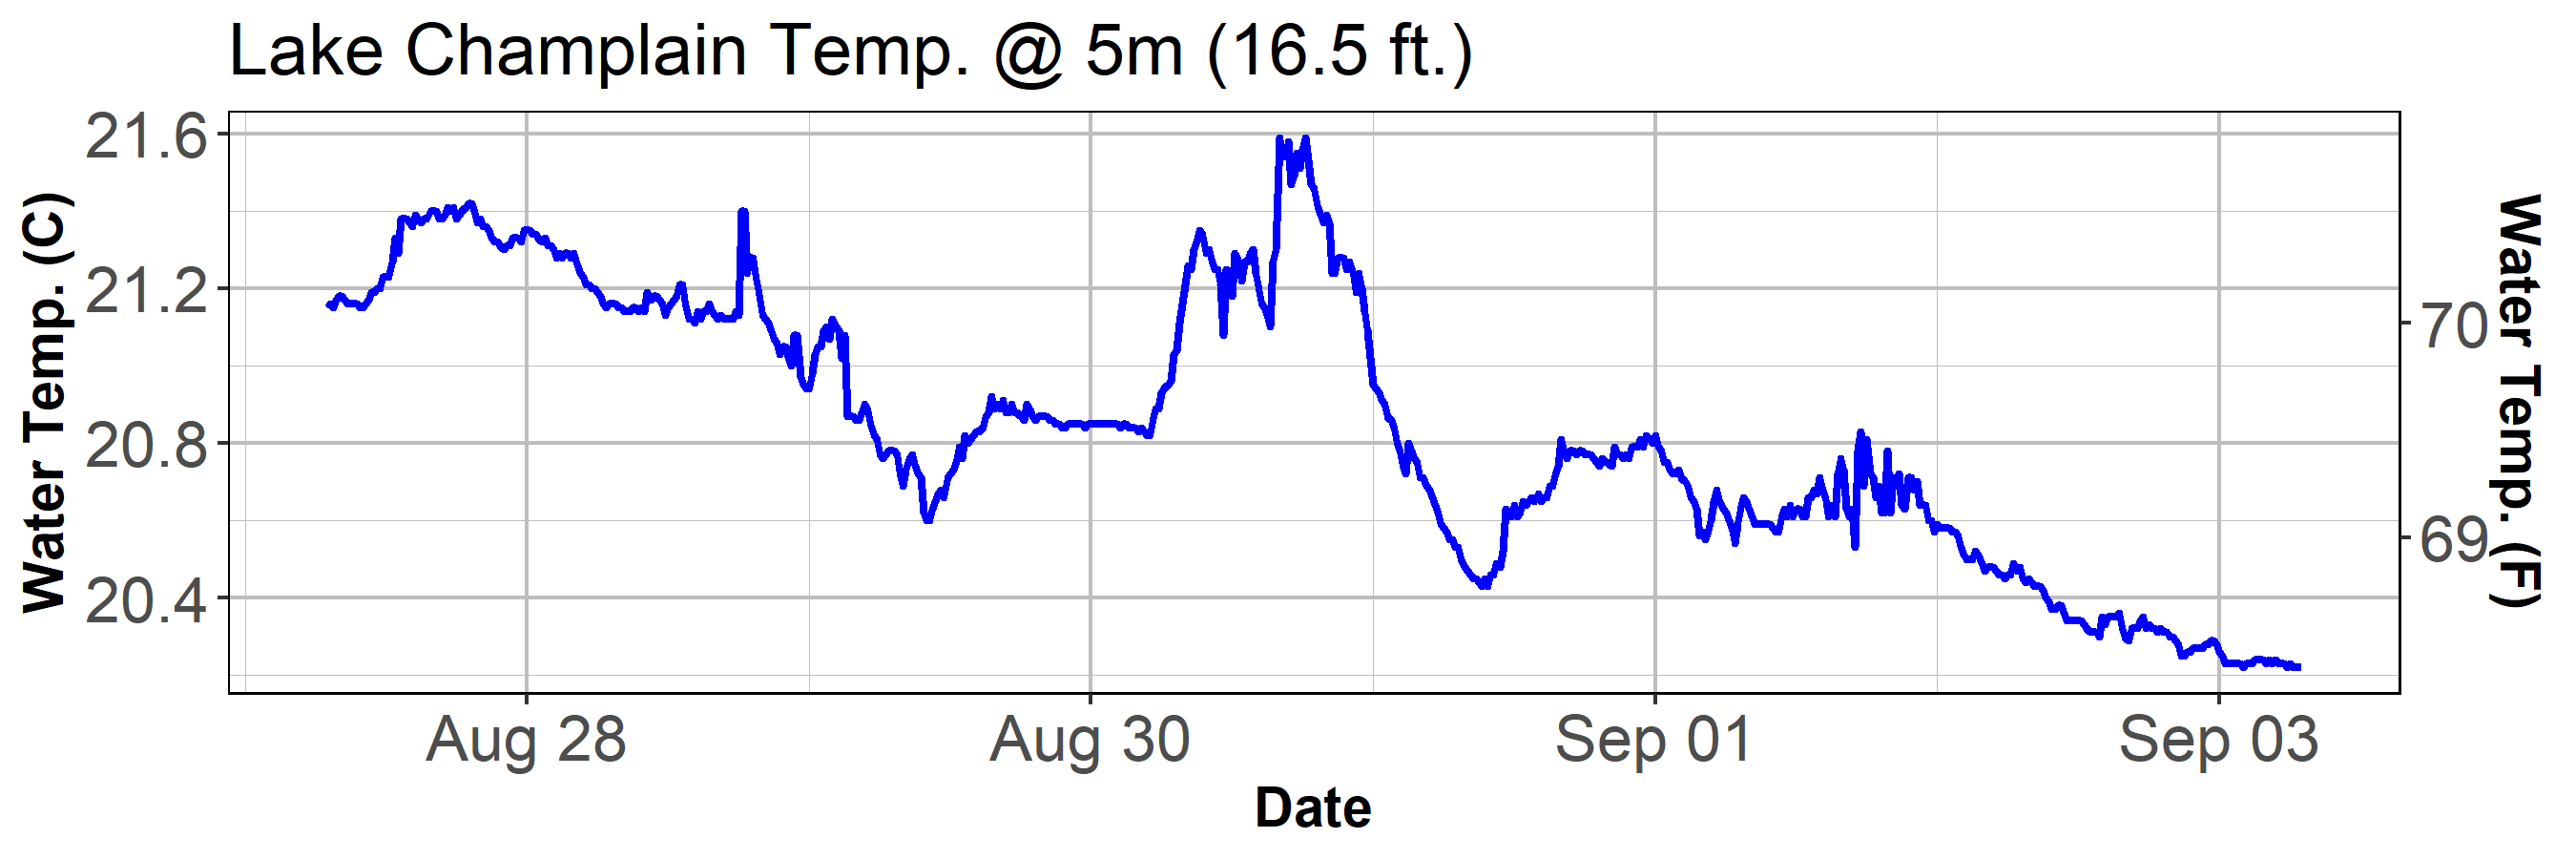 Lake Champlain Temp. @ 5m (16.5 ft.)
Water Temp. (C)
21.6
21.2
20.8
20.4
70
69
Water Temp. (F)
Aug 28 Aug 30 Sep 01 Sep 03
Date